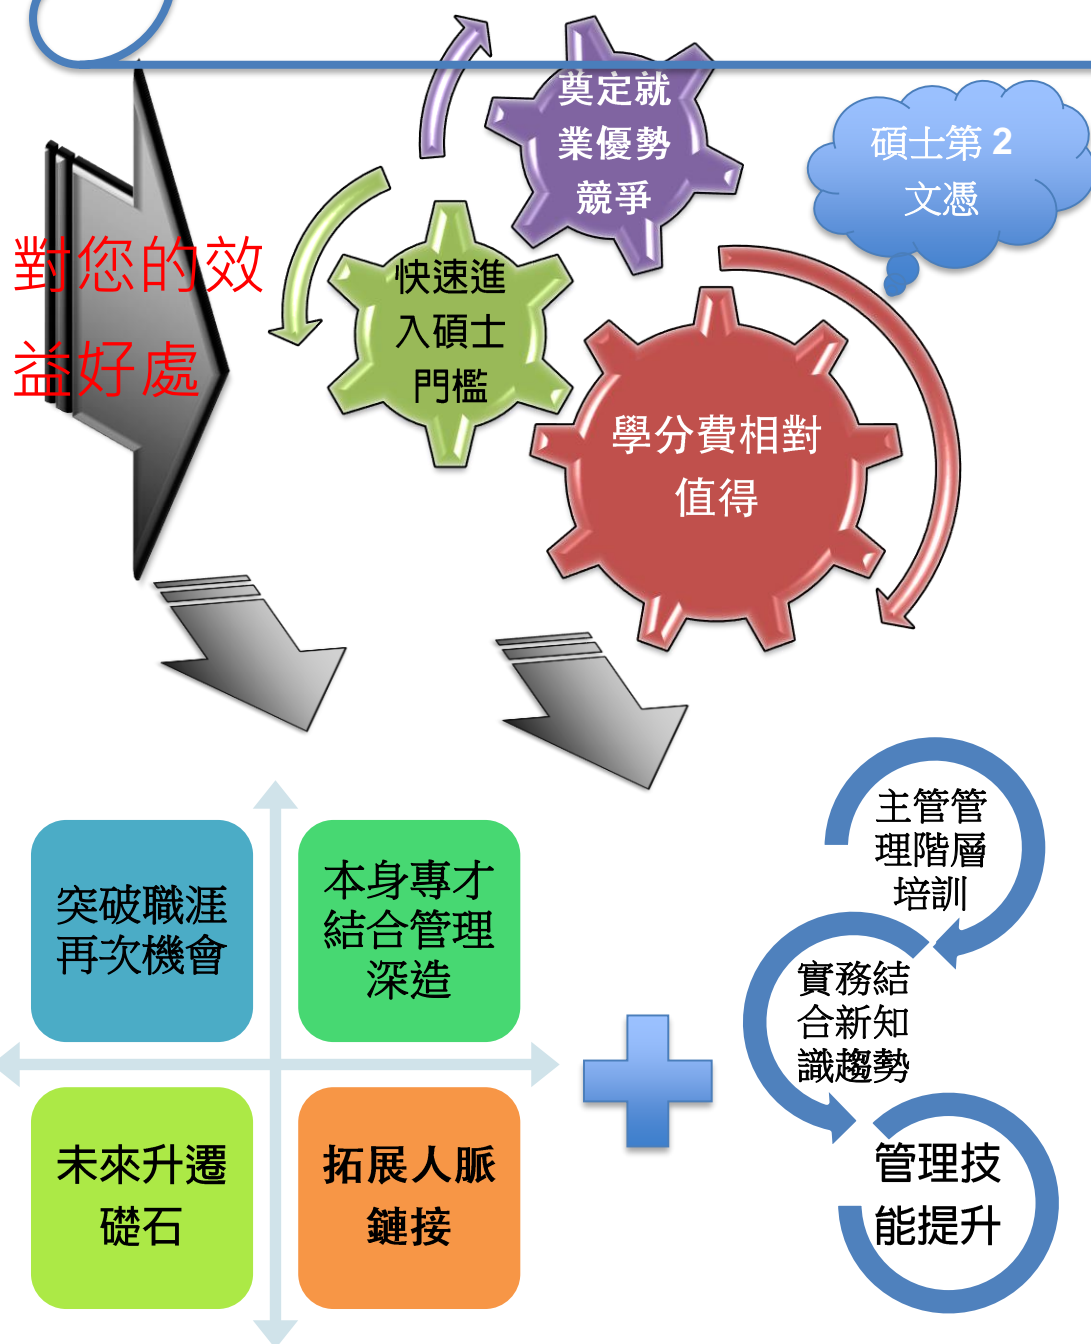 對您的效
益好處
奠定就
業優勢
競爭
碩士第 2
文憑
快速進
入碩士
門檻
學分費相對
值得
突破職涯
再次機會
本身專才
結合管理
深造
未來升遷
礎石
拓展人脈
鏈接
主管管
理階層
培訓
實務結
合新知
識趨勢
管理技
能提升